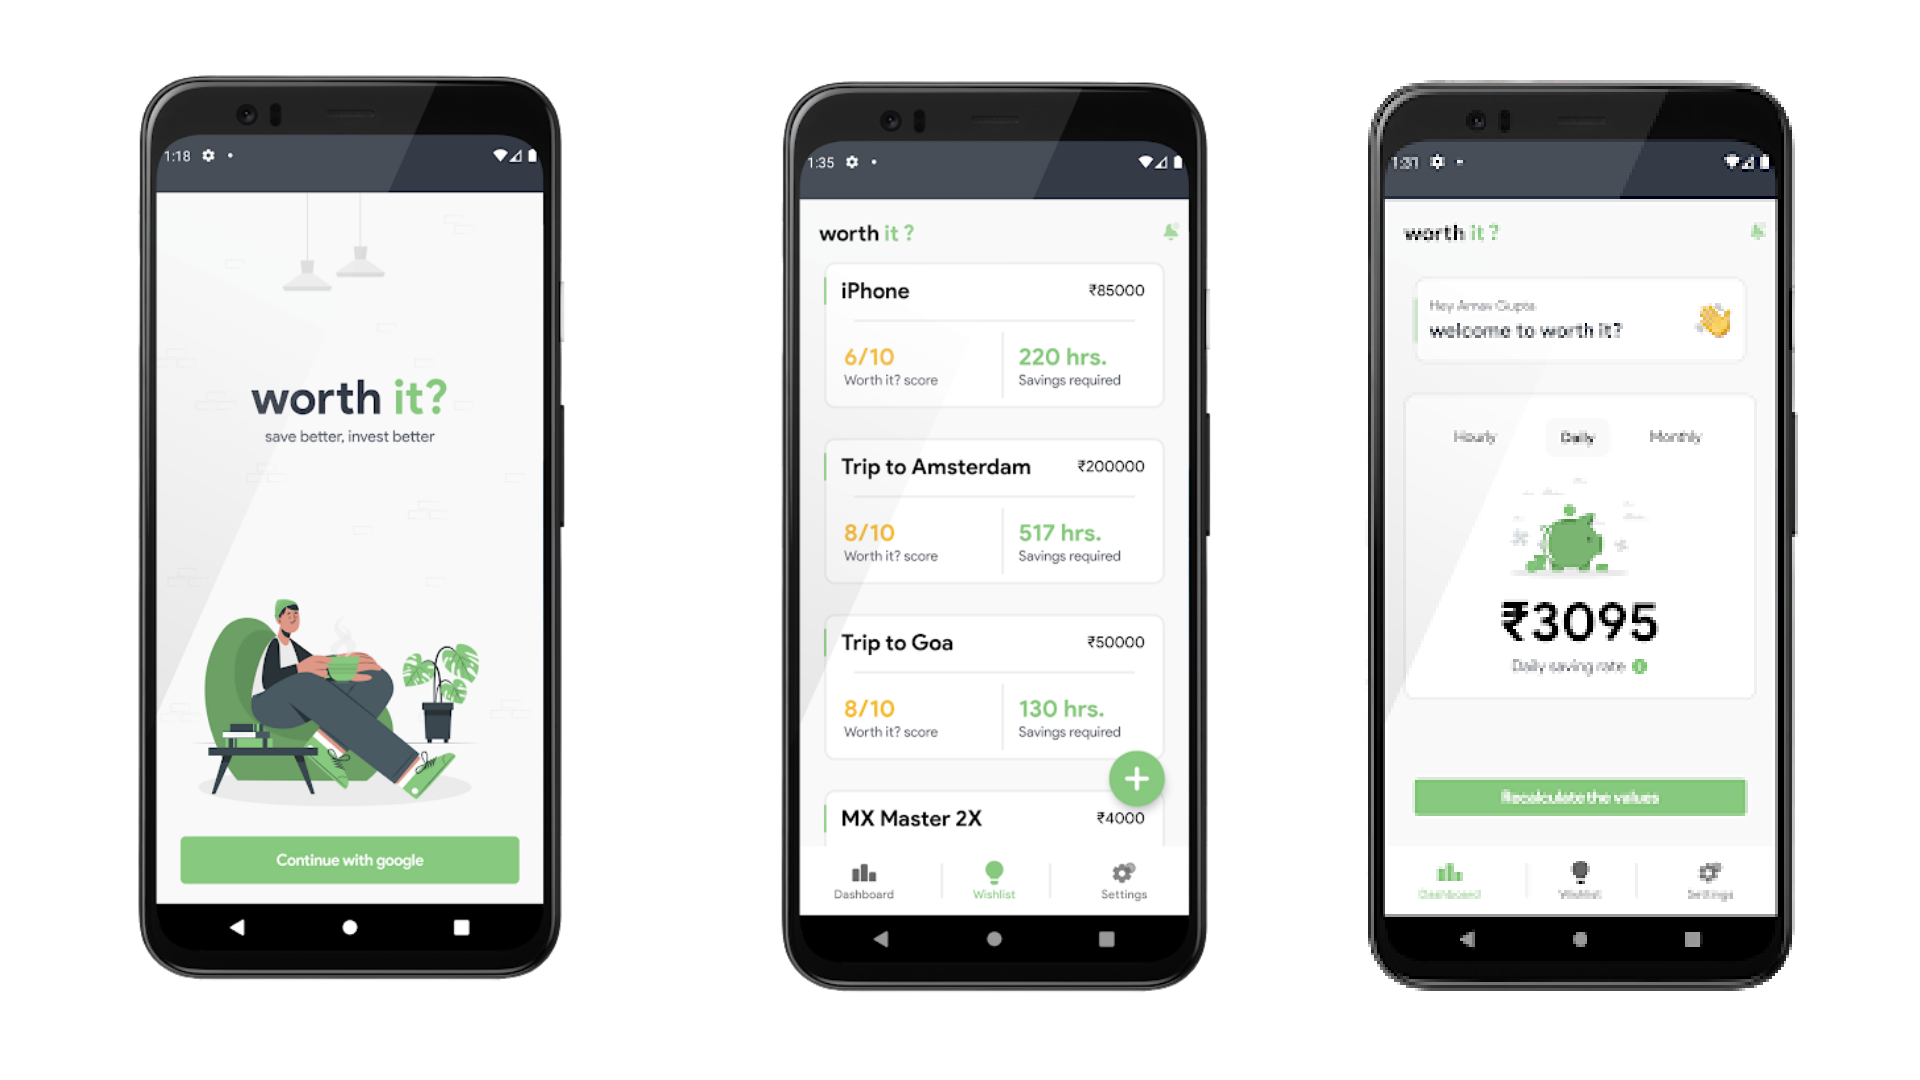 1:18
worth it?
save better, invest better
Continue with google
1:35
worth it ?
iPhone ₹85000
6/10 220 hrs.
Worth it? score Savings required
Trip to Amsterdam ₹200000
8/10 517 hrs.
Worth it? score Savings required
Trip to Goa ₹50000
8/10 130 hrs.
Worth it? score Savings required
+
MX Master 2X ₹4000
Dashboard Wishlist Settings
1:31
worth it ?
Hey Arnav Gupta
welcome to worth it?
Hourly Daily Monthly
₹3095
Daily saving rate
Recalculate the values
Dashboard Wishlist Settings